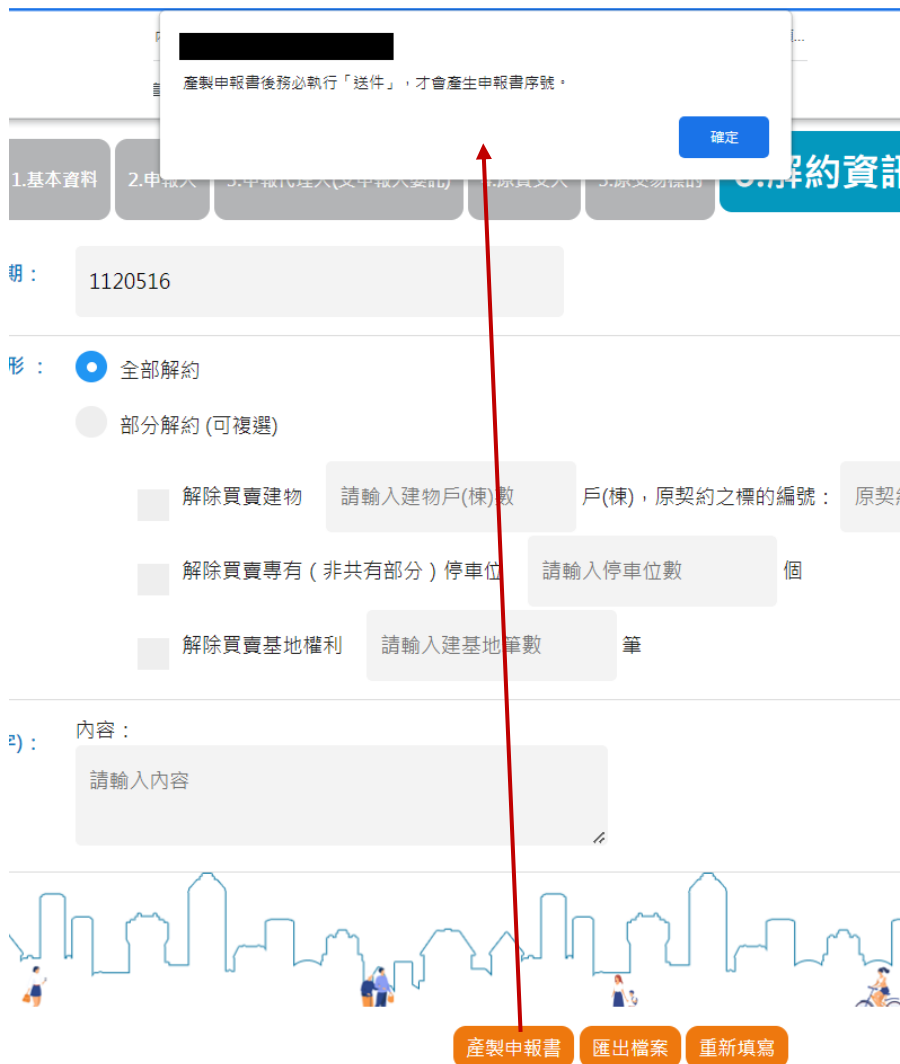 產製申報書後務必執行「送件」，才會產生申報書序號。
確定
1.基本資料
期：
1120516
形 ：
全部解約
部分解約 (可複選)
解除買賣建物 請輸入建物戶(棟)數 戶(棟)，原契約之標的編號：
解除買賣專有 ( 非共有部分 ) 停車位 請輸入停車位數 個
解除買賣基地權利 請輸入建基地筆數 筆
內容：
請輸入內容
產製申報書 匯出檔案 重新填寫